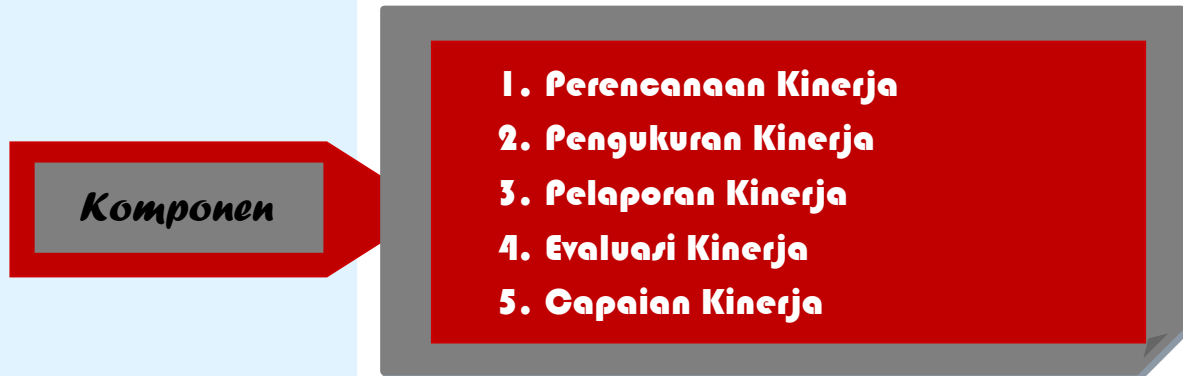 Komponen
1. Perencanaan Kinerja
2. Pengukuran Kinerja
3. Pelaporan Kinerja
4. Evaluasi Kinerja
5. Capaian Kinerja